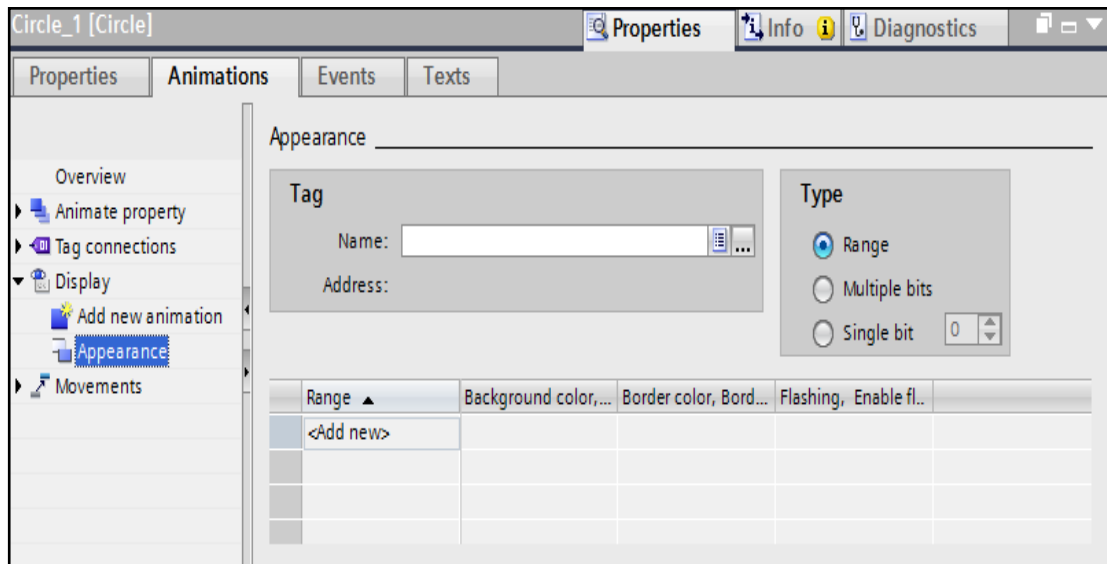 Circle_1 [Circle]
Properties
Info
Diagnostics
Properties
Animations
Events
Texts
Overview
Animate property
Tag connections
Display
Add new animation
Appearance
Movements
Appearance
Tag
Name:
...
Address:
Type
Range
Multiple bits
Single bit
0
Range
Background color,...
Border color, Bord...
Flashing, Enable fl..
<Add new>